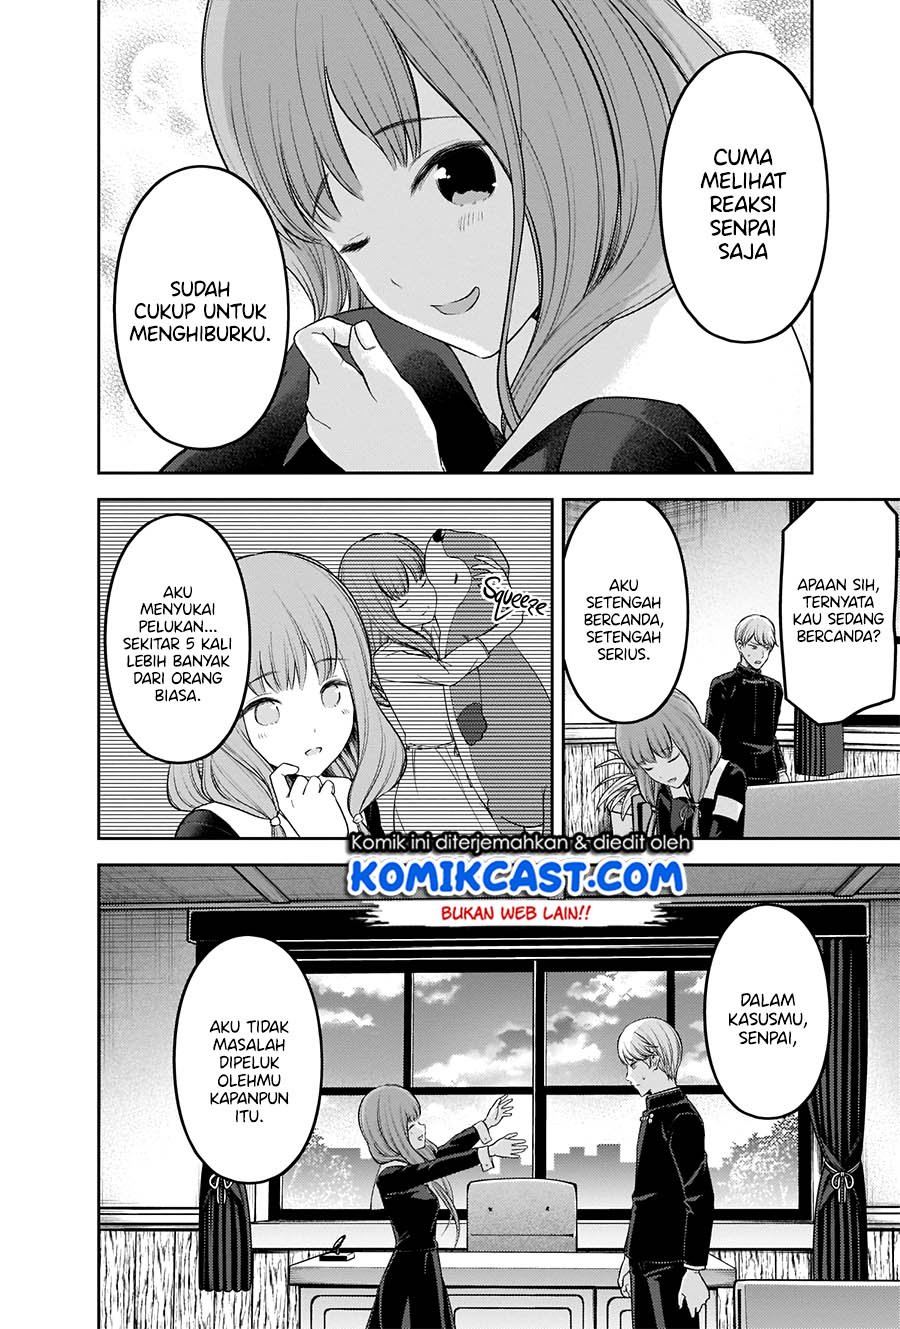 CUMA
MELIHAT
REAKSI
SENPAI
SAJA
SUDAH
CUKUP UNTUK
MENGHIBURKU.
APAAN SIH,
TERNYATA
KAU SEDANG
BERCANDA?
AKU
SETENGAH
BERCANDA,
SETENGAH
SERIUS.
Squeeze
AKU
MENYUKAI
PELUKAN...
SEKITAR 5 KALI
LEBIH BANYAK
DARI ORANG
BIASA.
Komik ini diterjemahkan & diedit oleh
KOMIKCAST.COM
BUKAN WEB LAIN!!
DALAM
KASUSMU,
SENPAI,
AKU TIDAK
MASALAH
DIPELUK
OLEHMU
KAPANPUN
ITU.